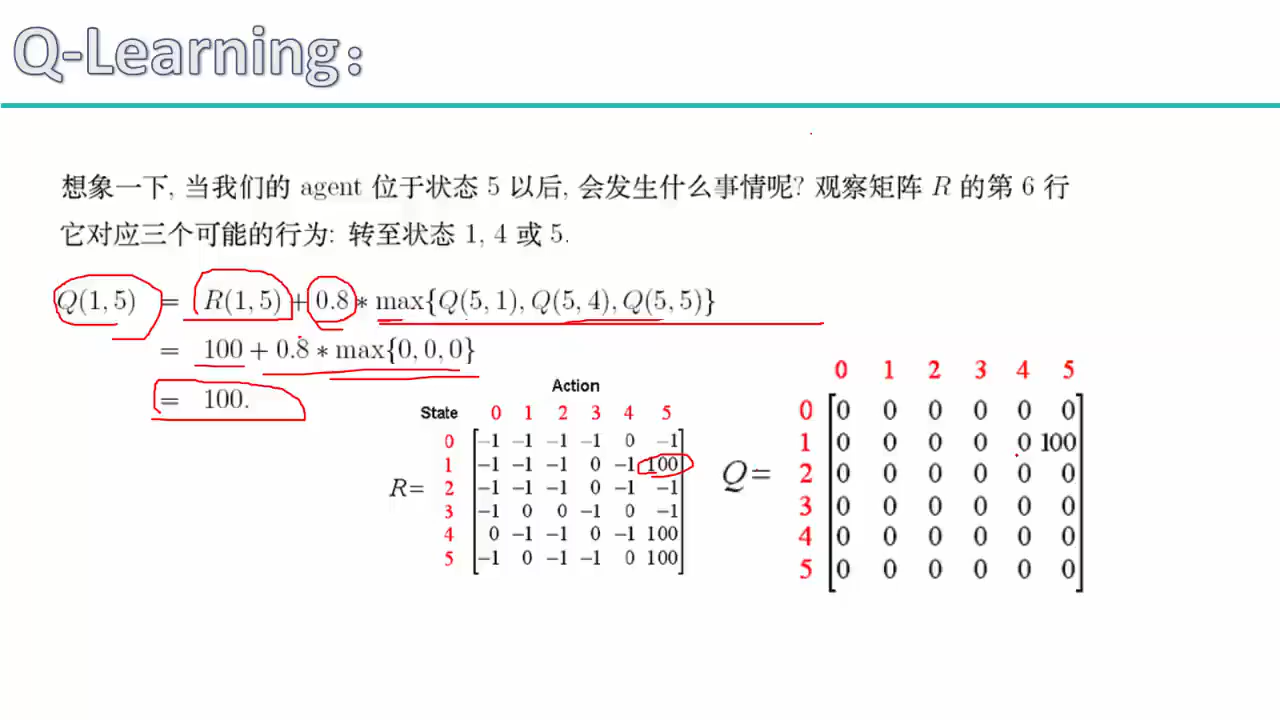 Q-Learning：
想象一下, 当我们的 agent 位于状态 5 以后, 会发生什么事情呢? 观察矩阵 R 的第 6 行
它对应三个可能的行为: 转至状态 1, 4 或 5.
Q(1, 5) = R(1, 5) + 0.8 * max{Q(5, 1), Q(5, 4), Q(5, 5)}
= 100 + 0.8 * max{0, 0, 0}
= 100.
Action
State 0 1 2 3 4 5
0 −1 −1 −1 −1 0 −1
1 −1 −1 −1 0 −1 100
R= 2 −1 −1 −1 0 −1 −1
3 −1 0 0 −1 0 −1
4 0 −1 −1 0 −1 100
5 −1 0 −1 −1 0 100
0 1 2 3 4 5
0 0 0 0 0 0 0
1 0 0 0 0 0 100
Q= 2 0 0 0 0 0 0
3 0 0 0 0 0 0
4 0 0 0 0 0 0
5 0 0 0 0 0 0